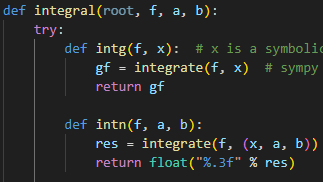 def integral(root, f, a, b):
    try:
        def intg(f, x):  # x is a symbolic
            gf = integrate(f, x)  # sympy
            return gf

        def intn(f, a, b):
            res = integrate(f, (x, a, b))
            return float("%.3f" % res)